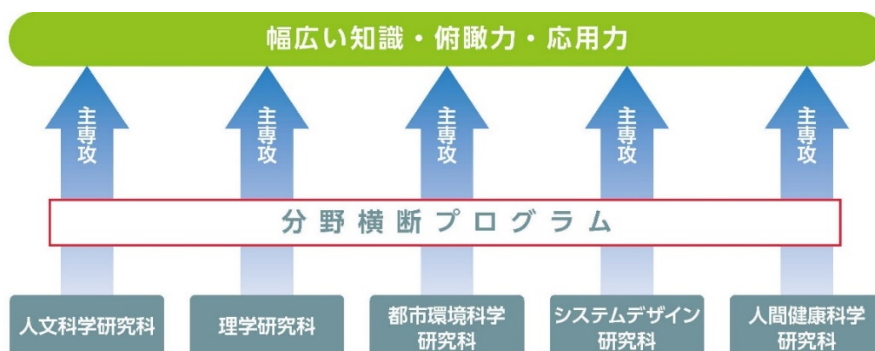 幅広い知識・俯瞰力・応用力
主専攻
主専攻
主専攻
主専攻
主専攻
分野横断プログラム
人文科学研究科
理学研究科
都市環境科学
研究科
システムデザイン
研究科
人間健康科学
研究科